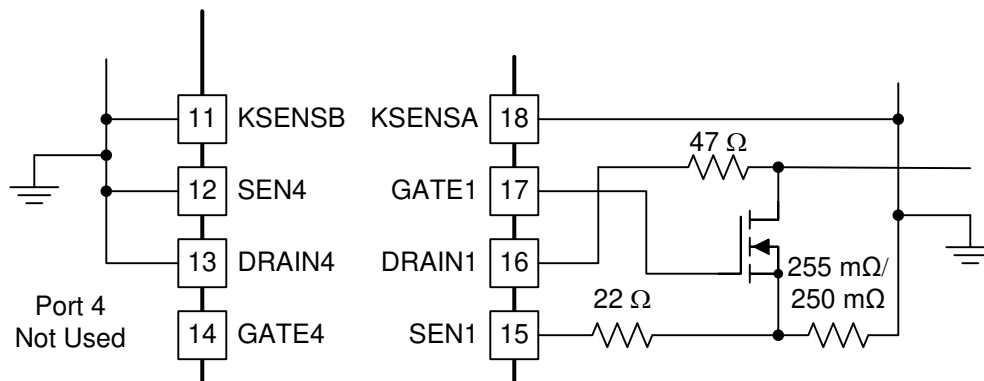 11 KSENSB
12 SEN4
13 DRAIN4
14 GATE4
Port 4
Not Used
KSENSA 18
GATE1 17
DRAIN1 16
SEN1 15
47 Ω
22 Ω
255 mΩ/
250 mΩ